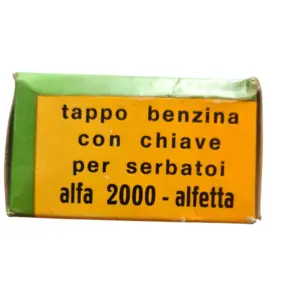 tappo benzina
con chiave
per serbatoi
alfa 2000 - alfetta